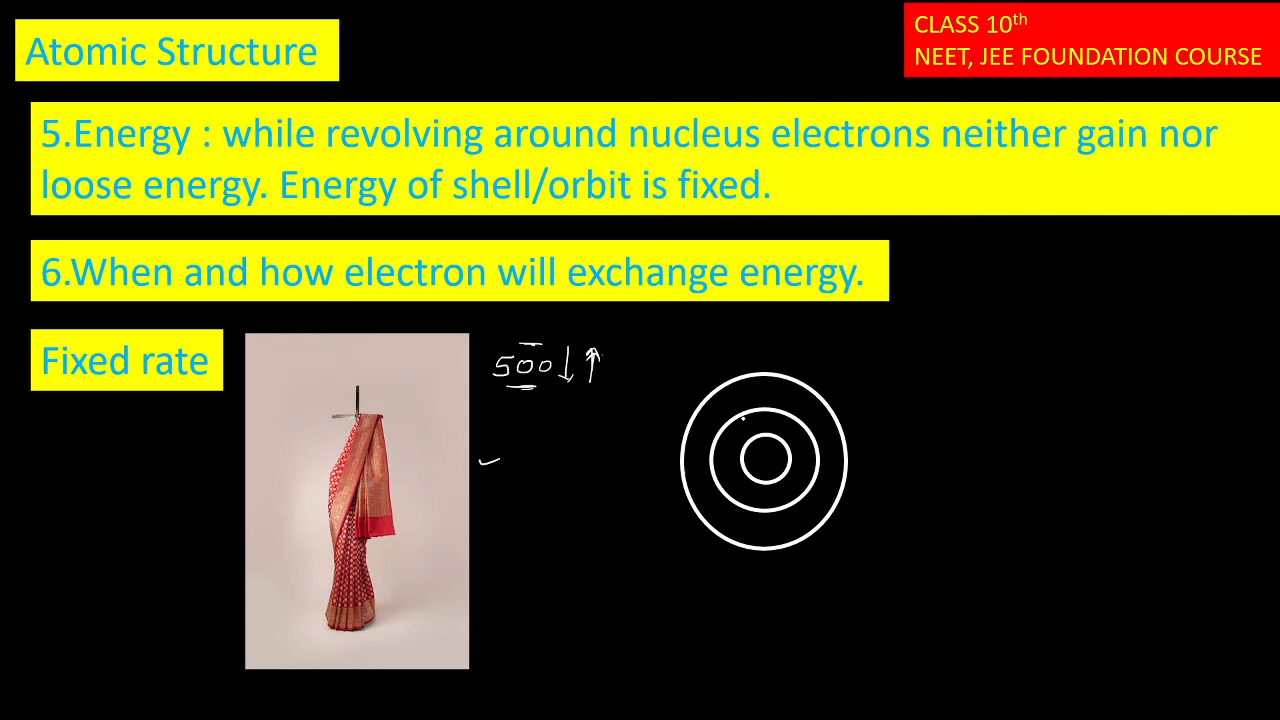 Atomic Structure
CLASS 10th
NEET, JEE FOUNDATION COURSE
5.Energy : while revolving around nucleus electrons neither gain nor
loose energy. Energy of shell/orbit is fixed.
6.When and how electron will exchange energy.
Fixed rate
500↓↑